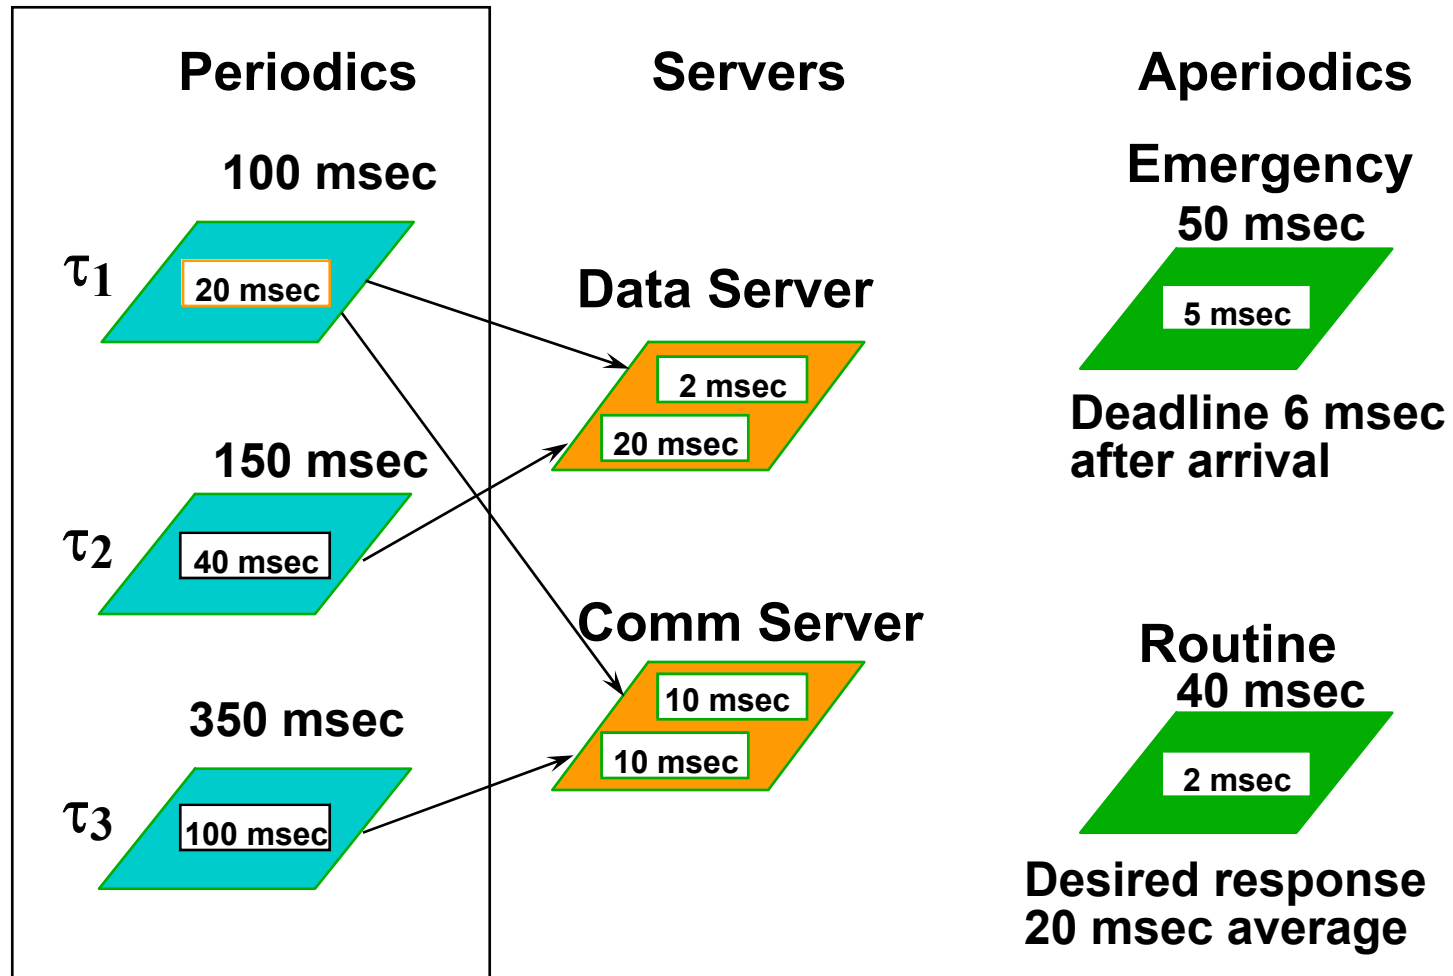 Periodics
100 msec
τ1
20 msec
150 msec
τ2
40 msec
350 msec
τ3
100 msec
Servers
Data Server
2 msec
20 msec
Comm Server
10 msec
10 msec
Aperiodics
Emergency
50 msec
5 msec
Deadline 6 msec
after arrival
Routine
40 msec
2 msec
Desired response
20 msec average